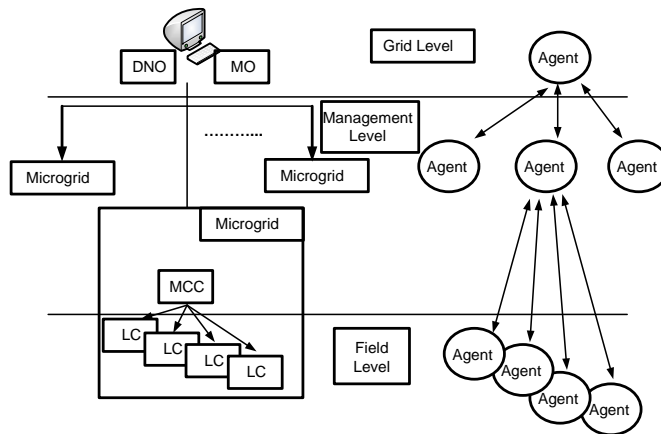 DNO
MO
Grid Level
Agent
Management
Level
............
Microgrid
Microgrid
Agent
Agent
Agent
Microgrid
MCC
LC
LC
LC
LC
Field
Level
Agent
Agent
Agent
Agent